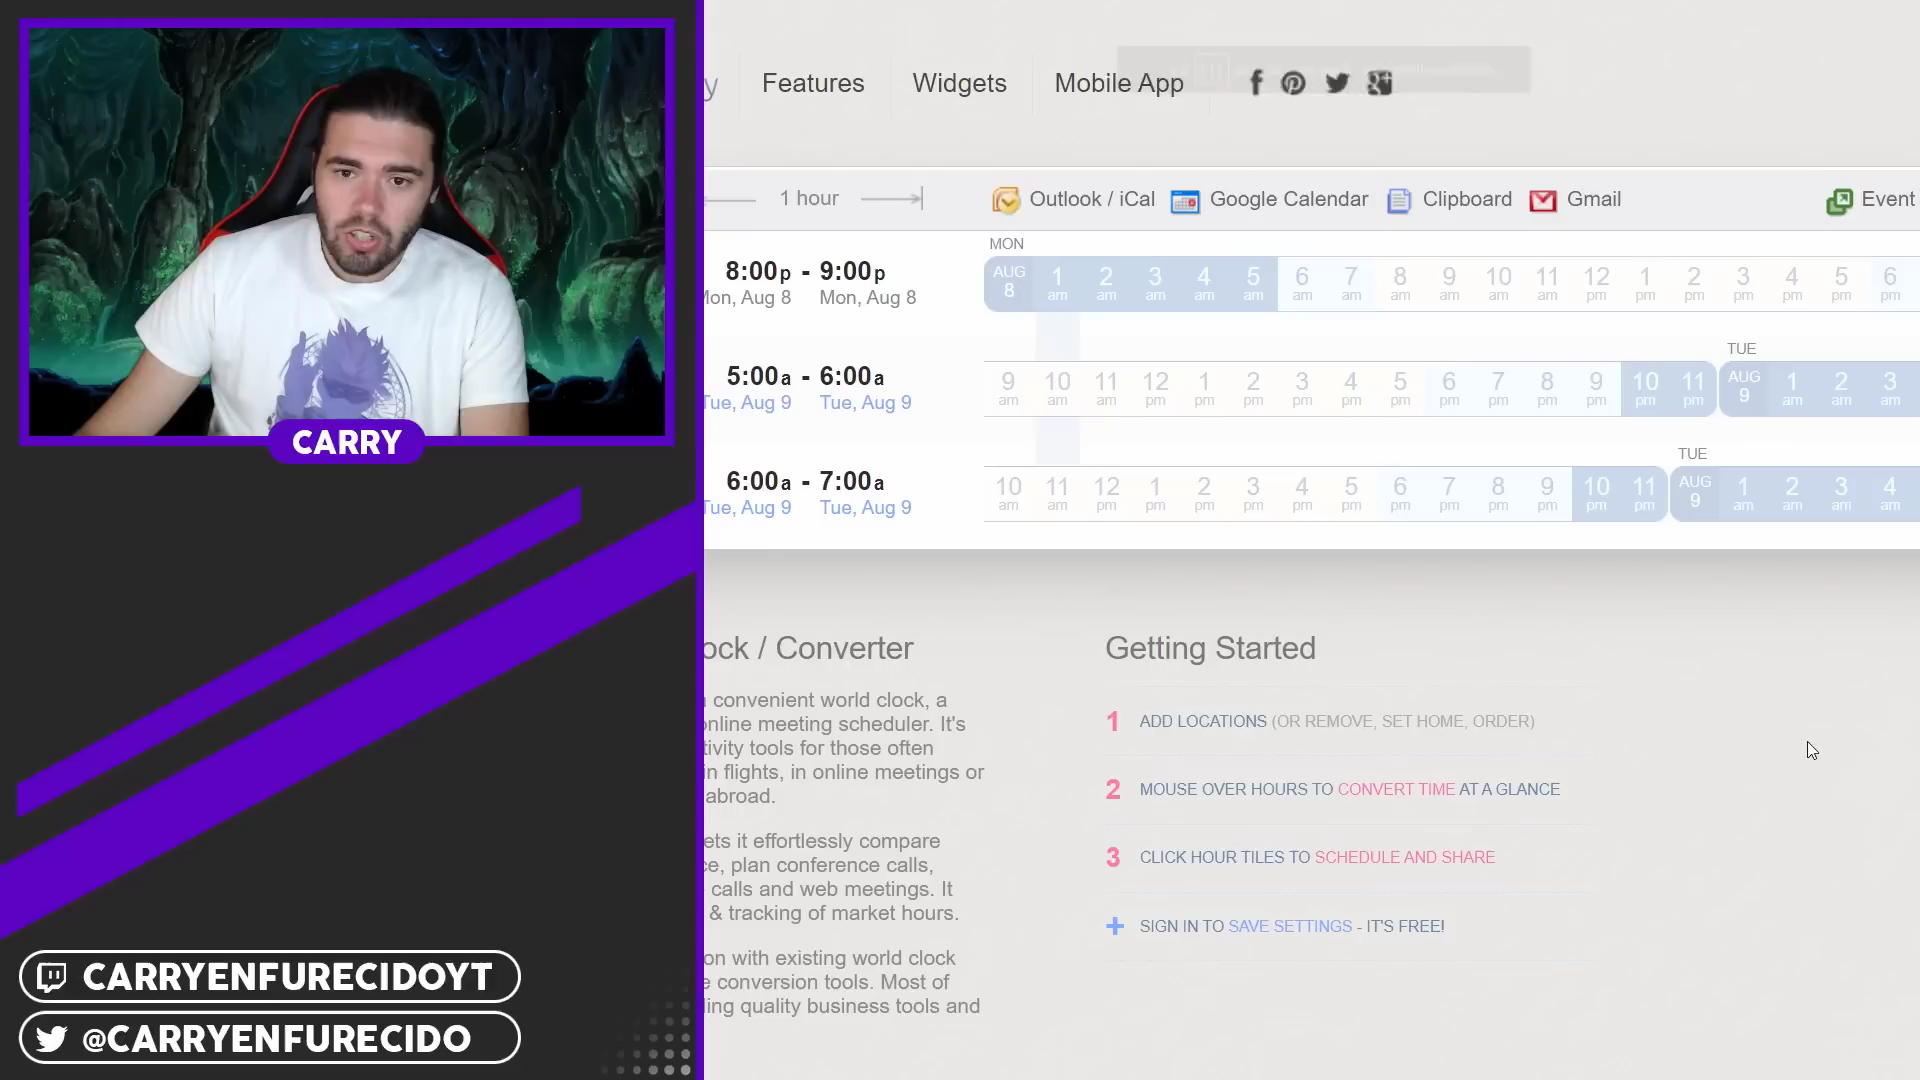 CARRY
CARRYENFURECIDOYT
@CARRYENFURECIDO
y Features Widgets Mobile App
1 hour Outlook / iCal Google Calendar Clipboard Gmail Event
MON
8:00p - 9:00p
Mon, Aug 8 Mon, Aug 8
AUG 8 1 am 2 am 3 am 4 am 5 am 6 am 7 am 8 am 9 am 10 am 11 am 12 pm 1 pm 2 pm 3 pm 4 pm 5 pm 6 pm
TUE
5:00a - 6:00a
Tue, Aug 9 Tue, Aug 9
9 am 10 am 11 am 12 pm 1 pm 2 pm 3 pm 4 pm 5 pm 6 pm 7 pm 8 pm 9 pm 10 pm 11 pm AUG 9 1 am 2 am 3 am
TUE
6:00a - 7:00a
Tue, Aug 9 Tue, Aug 9
10 am 11 am 12 pm 1 pm 2 pm 3 pm 4 pm 5 pm 6 pm 7 pm 8 pm 9 pm 10 pm 11 pm AUG 9 1 am 2 am 3 am 4 am
ock / Converter
convenient world clock, a
online meeting scheduler. It's
tivity tools for those often
in flights, in online meetings or
abroad.
ets it effortlessly compare
ce, plan conference calls,
calls and web meetings. It
& tracking of market hours.
on with existing world clock
e conversion tools. Most of
ling quality business tools and
Getting Started
1 ADD LOCATIONS (OR REMOVE, SET HOME, ORDER)
2 MOUSE OVER HOURS TO CONVERT TIME AT A GLANCE
3 CLICK HOUR TILES TO SCHEDULE AND SHARE
+ SIGN IN TO SAVE SETTINGS - IT'S FREE!